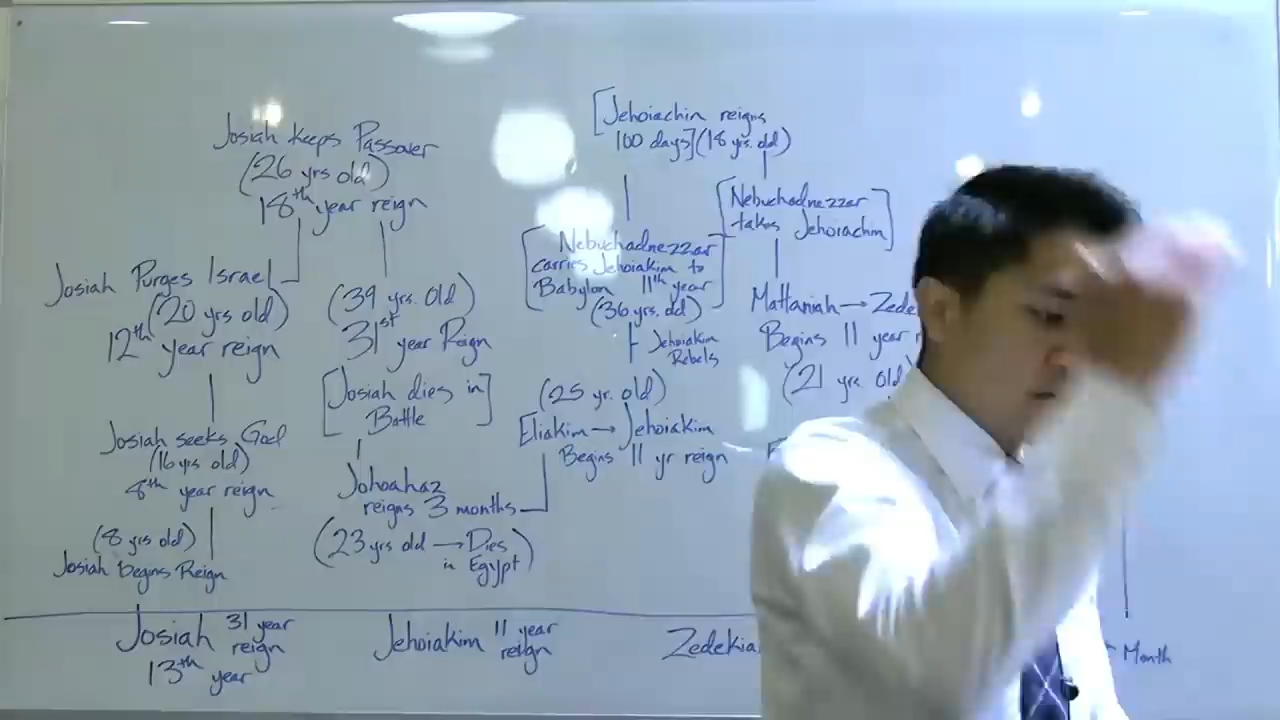 Josiah keeps Passover
(26 yrs old)
18th year reign
Josiah Purges Israel
(20 yrs old)
12th year reign
Josiah seeks God
(16 yrs old)
8th year reign
(8 yrs old)
Josiah begins Reign
(39 yrs. Old)
31st year Reign
[Josiah dies in
Battle]
Johoahaz
reigns 3 months
(23 yrs old → Dies
in Egypt)
[Jehoiachin reigns
100 days] (18 yrs. old)
[Nebuchadnezzar
carries Jehoiakim to
Babylon 11th year]
(36 yrs. old)
Jehoiakim
Rebels
(25 yr. old)
Eliakim → Jehoiakim
Begins 11 yr reign
[Nebuchadnezzar
takes Jehoiachin]
Mattaniah → Zede
Begins 11 year r
(21 yrs. Old
Josiah 31 year
reign
13th year
Jehoiakim 11 year
reign
Zedekia
Month